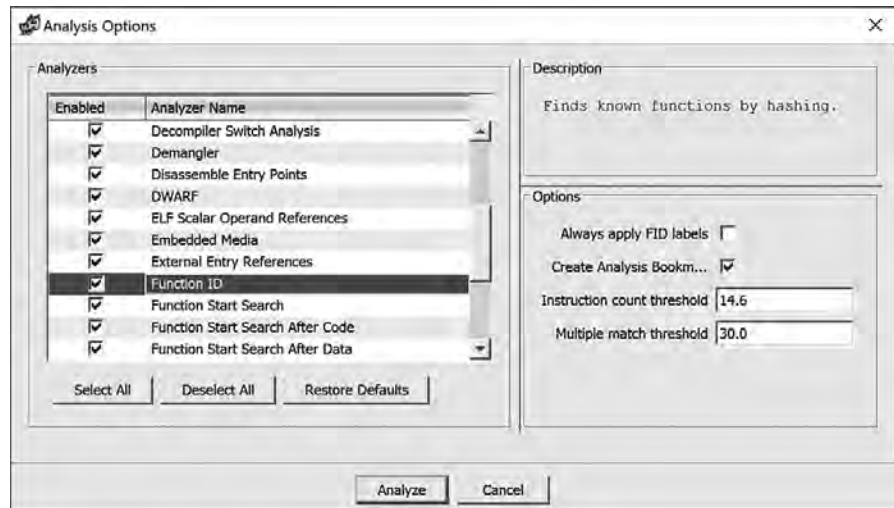 Analysis Options
Analyzers
Enabled Analyzer Name
Decompiler Switch Analysis
Demangler
Disassemble Entry Points
DWARF
ELF Scalar Operand References
Embedded Media
External Entry References
Function ID
Function Start Search
Function Start Search After Code
Function Start Search After Data
Select All Deselect All Restore Defaults
Description
Finds known functions by hashing.
Options
Always apply FID labels
Create Analysis Bookm...
Instruction count threshold 14.6
Multiple match threshold 30.0
Analyze Cancel